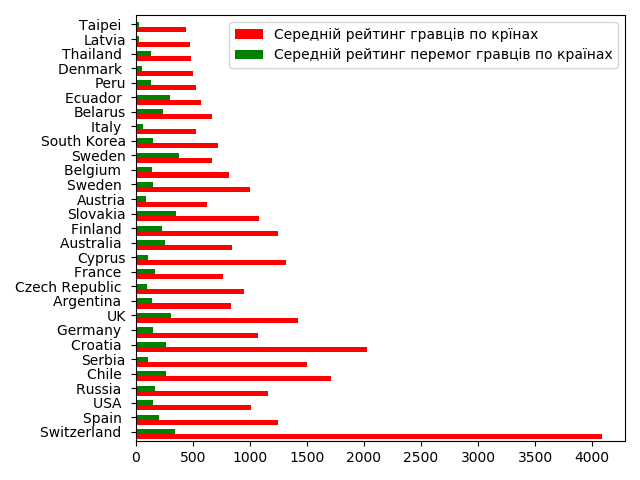 Середній рейтинг гравців по крїнах
Середній рейтинг перемог гравців по країнах
Taipei
Latvia
Thailand
Denmark
Peru
Ecuador
Belarus
Italy
South Korea
Sweden
Belgium
Sweden
Austria
Slovakia
Finland
Australia
Cyprus
France
Czech Republic
Argentina
UK
Germany
Croatia
Serbia
Chile
Russia
USA
Spain
Switzerland
0 500 1000 1500 2000 2500 3000 3500 4000